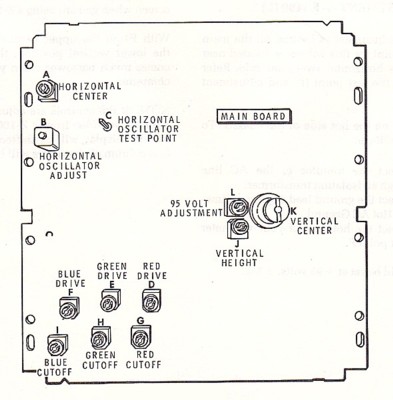 A
HORIZONTAL
CENTER
B
HORIZONTAL
OSCILLATOR
ADJUST
C
HORIZONTAL
OSCILLATOR
TEST POINT
MAIN BOARD
L
95 VOLT
ADJUSTMENT
K
VERTICAL
CENTER
J
VERTICAL
HEIGHT
BLUE
DRIVE
F
GREEN
DRIVE
E
RED
DRIVE
D
I
BLUE
CUTOFF
H
GREEN
CUTOFF
G
RED
CUTOFF